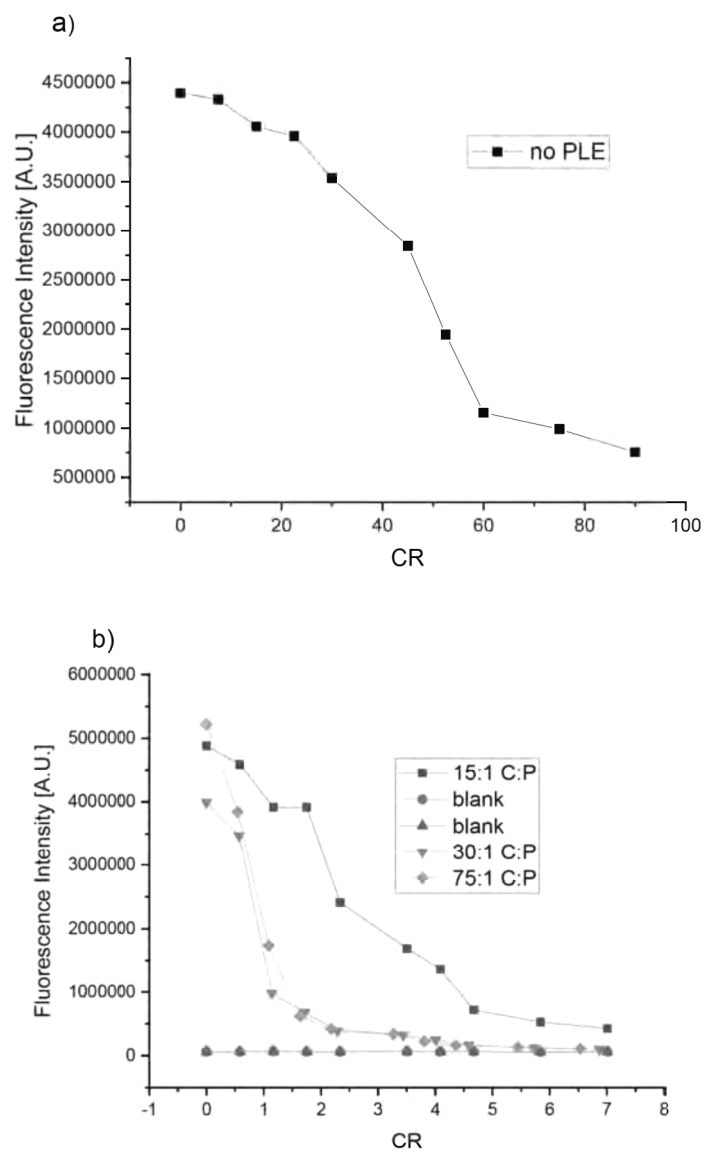 a)
4500000
4000000
3500000
3000000
2500000
2000000
1500000
1000000
500000
Fluorescence Intensity [A.U.]
no PLE
0 20 40 60 80 100
CR
b)
6000000
5000000
4000000
3000000
2000000
1000000
0
Fluorescence Intensity [A.U.]
15:1 C:P
blank
blank
30:1 C:P
75:1 C:P
-1 0 1 2 3 4 5 6 7 8
CR